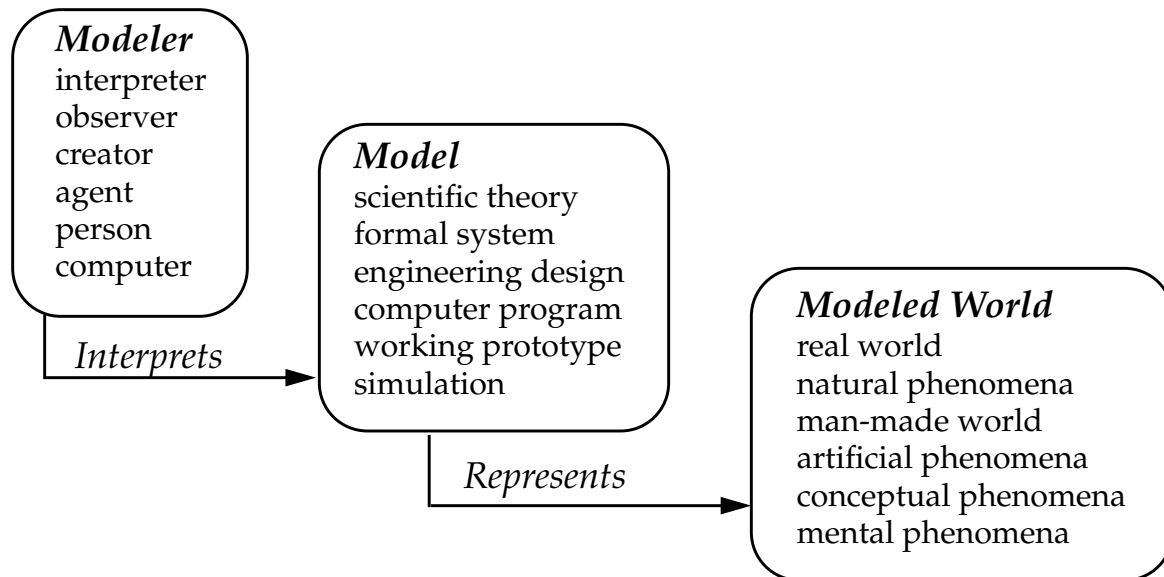 Modeler
interpreter
observer
creator
agent
person
computer
Interprets
Model
scientific theory
formal system
engineering design
computer program
working prototype
simulation
Represents
Modeled World
real world
natural phenomena
man-made world
artificial phenomena
conceptual phenomena
mental phenomena